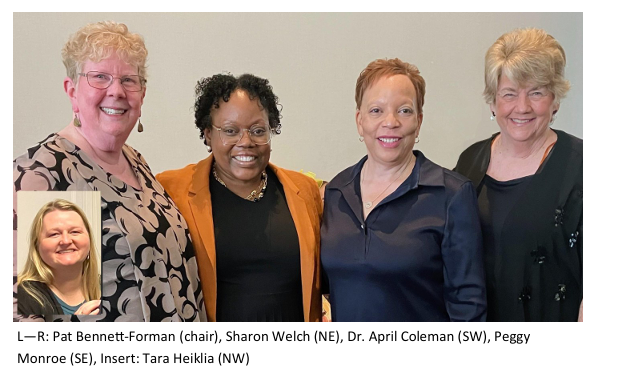 L—R: Pat Bennett-Forman (chair), Sharon Welch (NE), Dr. April Coleman (SW), Peggy
Monroe (SE), Insert: Tara Heiklia (NW)